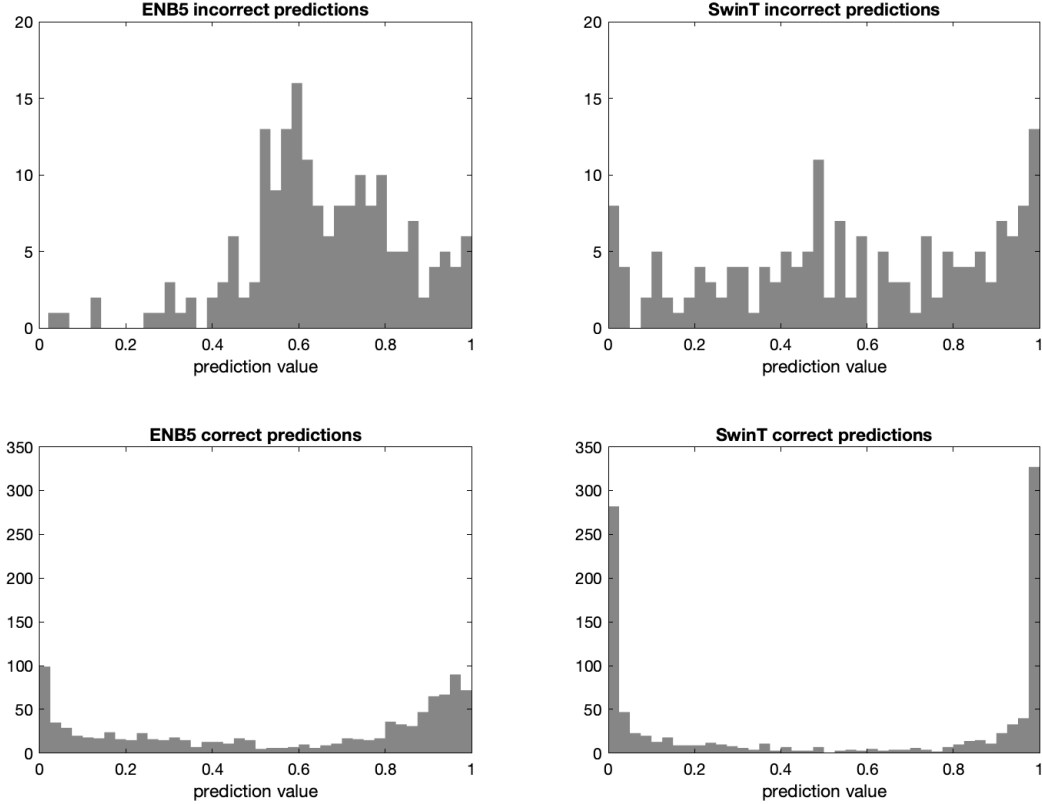 ENB5 incorrect predictions
20
15
10
5
0
0 0.2 0.4 0.6 0.8 1
prediction value
SwinT incorrect predictions
20
15
10
5
0
0 0.2 0.4 0.6 0.8 1
prediction value
ENB5 correct predictions
350
300
250
200
150
100
50
0
0 0.2 0.4 0.6 0.8 1
prediction value
SwinT correct predictions
350
300
250
200
150
100
50
0
0 0.2 0.4 0.6 0.8 1
prediction value